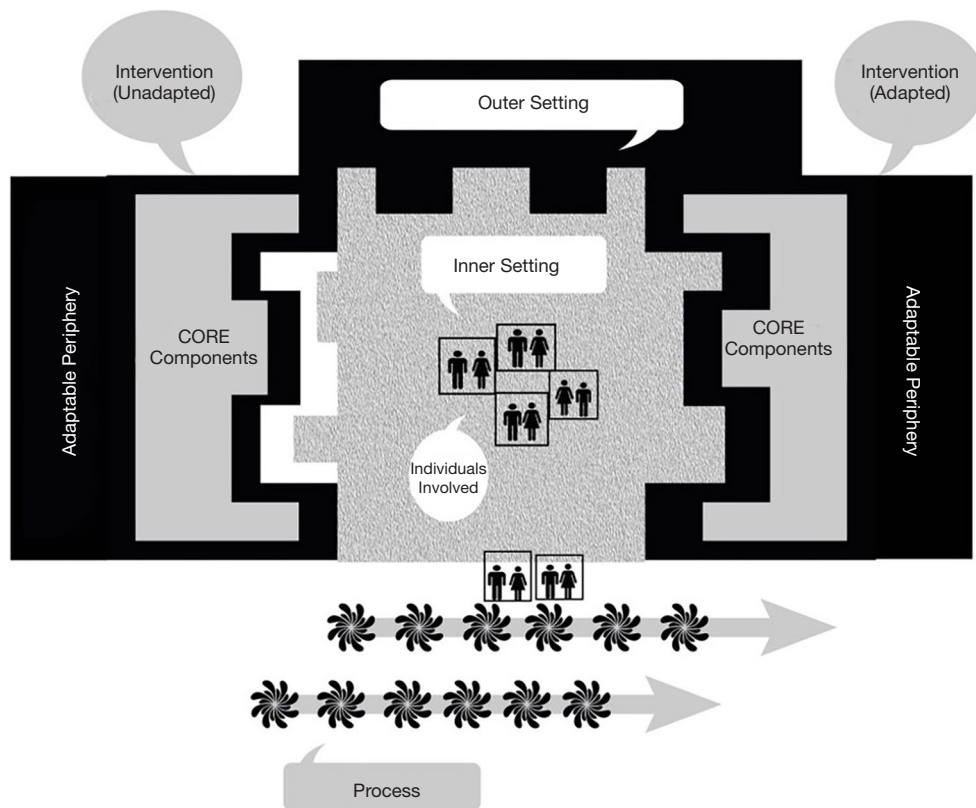 Intervention
(Unadapted)
Outer Setting
Intervention
(Adapted)
Inner Setting
Adaptable Periphery
CORE
Components
CORE
Components
Adaptable Periphery
Individuals
Involved
Process